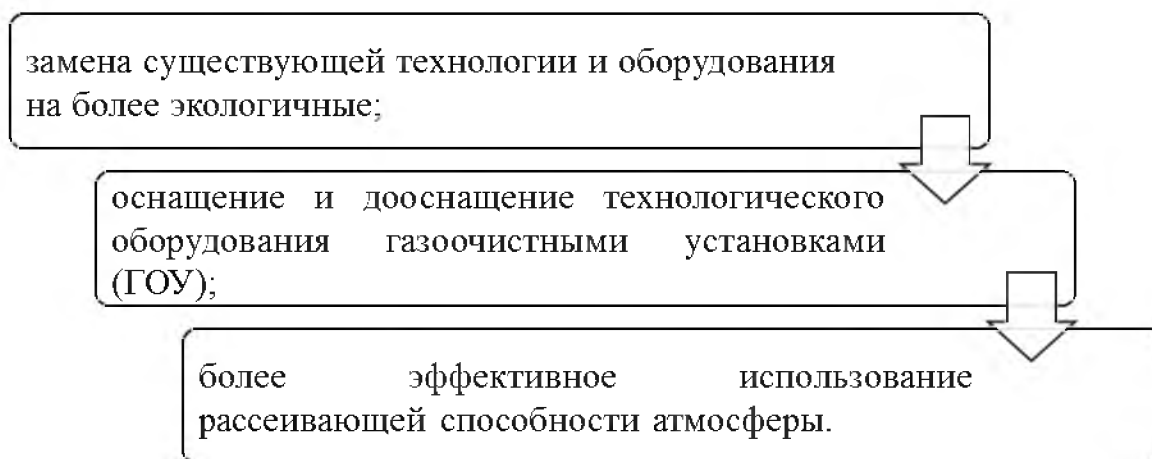 замена существующей технологии и оборудования
на более экологичные;
оснащение и дооснащение технологического
оборудования газоочистными установками
(ГОУ);
более эффективное использование
рассеивающей способности атмосферы.